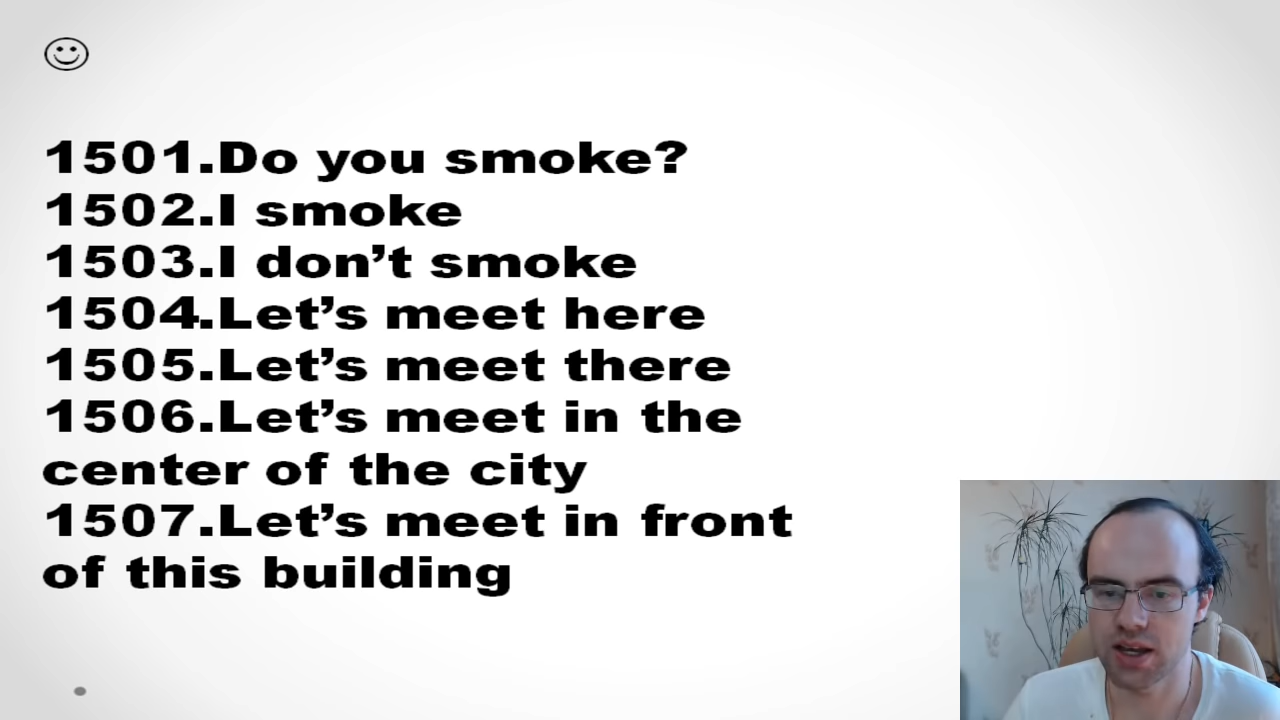 1501.Do you smoke?
1502.I smoke
1503.I don’t smoke
1504.Let’s meet here
1505.Let’s meet there
1506.Let’s meet in the
center of the city
1507.Let’s meet in front
of this building